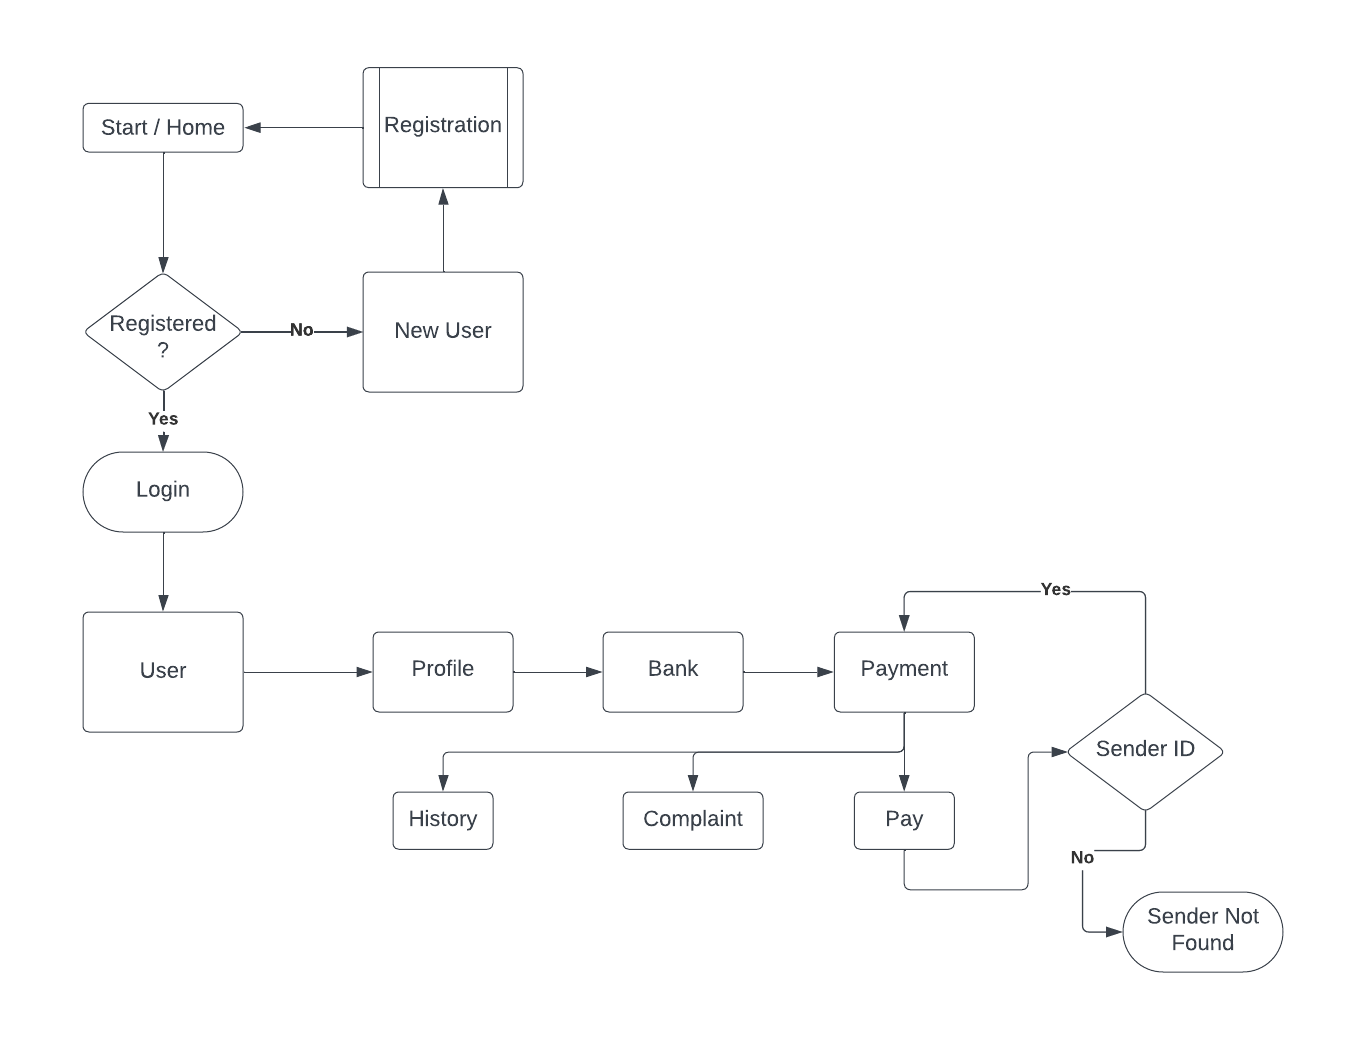 Registration
Start / Home
Registered
?
No
New User
Yes
Login
Yes
User
Profile
Bank
Payment
Sender ID
History
Complaint
Pay
No
Sender Not
Found